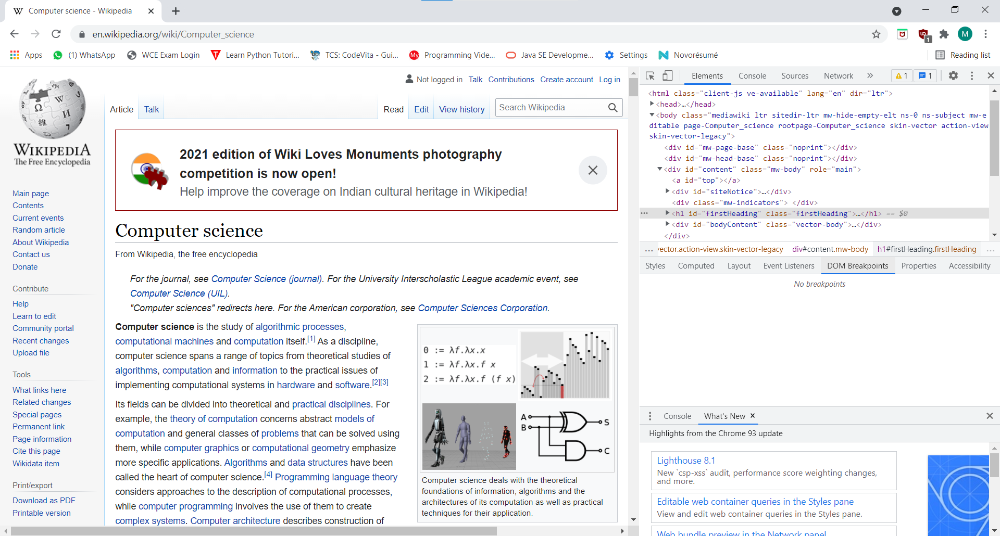 Computer science - Wikipedia
en.wikipedia.org/wiki/Computer_science
1
M
Apps
(1) WhatsApp
WCE Exam Login
Learn Python Tutori...
TCS: CodeVita - Gui...
Programming Vide...
Java SE Developme...
Settings
Novorésumé
Reading list
WIKIPEDIA
The Free Encyclopedia
Main page
Contents
Current events
Random article
About Wikipedia
Contact us
Donate
Contribute
Help
Learn to edit
Community portal
Recent changes
Upload file
Tools
What links here
Related changes
Special pages
Permanent link
Page information
Cite this page
Wikidata item
Print/export
Download as PDF
Printable version
Not logged in Talk Contributions Create account Log in
Article Talk
Read Edit View history
Search Wikipedia
2021 edition of Wiki Loves Monuments photography
competition is now open!
Help improve the coverage on Indian cultural heritage in Wikipedia!
Computer science
From Wikipedia, the free encyclopedia
For the journal, see Computer Science (journal). For the University Interscholastic League academic event, see
Computer Science (UIL).
"Computer sciences" redirects here. For the American corporation, see Computer Sciences Corporation.
Computer science is the study of algorithmic processes,
computational machines and computation itself.[1] As a discipline,
computer science spans a range of topics from theoretical studies of
algorithms, computation and information to the practical issues of
implementing computational systems in hardware and software.[2][3]
Its fields can be divided into theoretical and practical disciplines. For
example, the theory of computation concerns abstract models of
computation and general classes of problems that can be solved using
them, while computer graphics or computational geometry emphasize
more specific applications. Algorithms and data structures have been
called the heart of computer science.[4] Programming language theory
considers approaches to the description of computational processes,
while computer programming involves the use of them to create
complex systems. Computer architecture describes construction of
0 := λf.λx.x
1 := λf.λx.f x
2 := λf.λx.f (f x)
A
B
S
C
Computer science deals with the theoretical
foundations of information, algorithms and the
architectures of its computation as well as practical
techniques for their application.
Elements Console Sources Network » 1 1
<html class="client-js ve-available" lang="en" dir="ltr">
<head>…</head>
<body class="mediawiki ltr sitedir-ltr mw-hide-empty-elt ns-0 ns-subject mw-e
ditable page-Computer_science rootpage-Computer_science skin-vector action-view
skin-vector-legacy">
<div id="mw-page-base" class="noprint"></div>
<div id="mw-head-base" class="noprint"></div>
<div id="content" class="mw-body" role="main">
<a id="top"></a>
<div id="siteNotice">…</div>
<div class="mw-indicators"> </div>
<h1 id="firstHeading" class="firstHeading">…</h1> == $0
<div id="bodyContent" class="vector-body">…</div>
</div>
... vector.action-view.skin-vector-legacy div#content.mw-body h1#firstHeading.firstHeading ...
Styles Computed Layout Event Listeners DOM Breakpoints Properties Accessibility
No breakpoints
Console What's New
Highlights from the Chrome 93 update
Lighthouse 8.1
New `csp-xss` audit, performance score weighting changes,
and more.
Editable web container queries in the Styles pane
View and edit web container queries in the Styles pane.
Web bundle preview in the Network panel